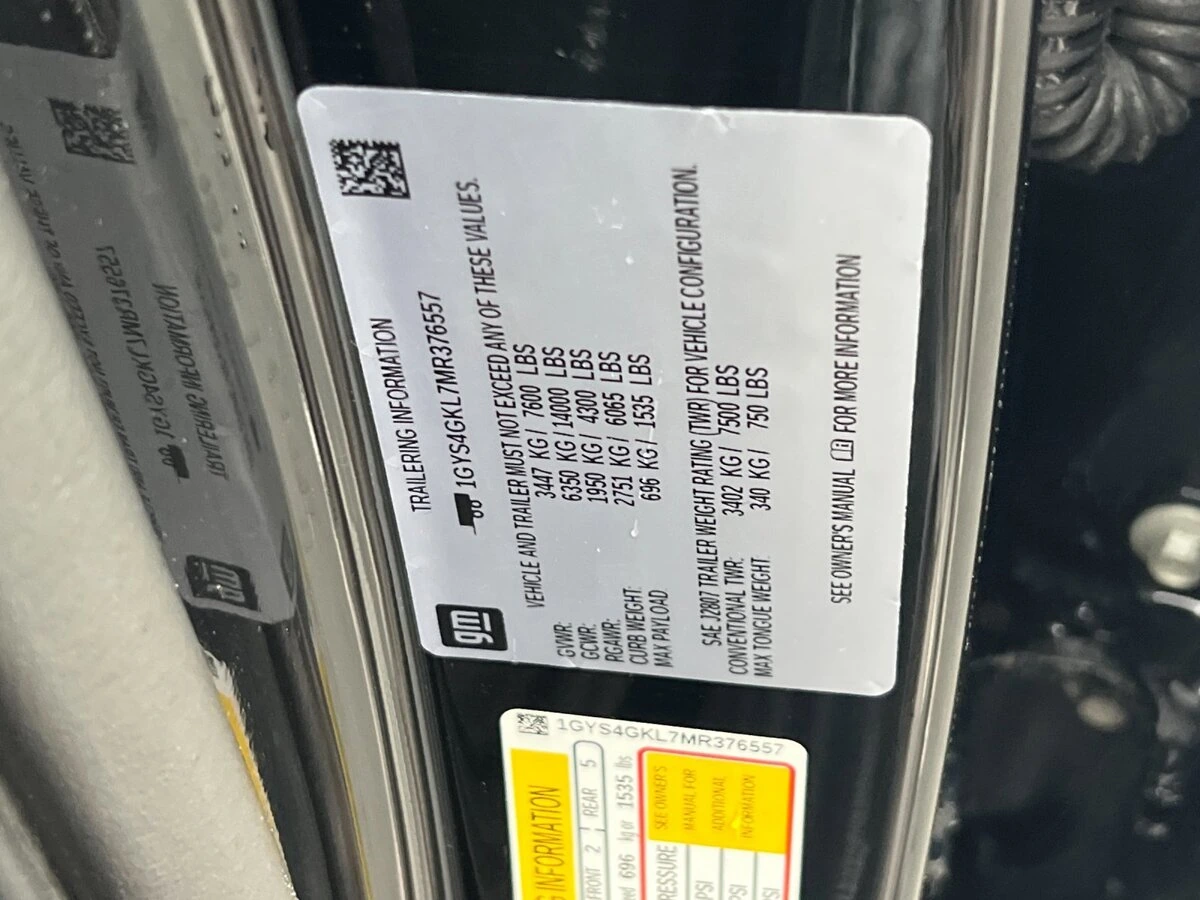 TRAILERING INFORMATION
gm
1GYS4GKL7MR376557
VEHICLE AND TRAILER MUST NOT EXCEED ANY OF THESE VALUES.
GVWR: 3447 KG / 7600 LBS
GCWR: 6350 KG / 14000 LBS
RGAWR: 1950 KG / 4300 LBS
CURB WEIGHT: 2751 KG / 6065 LBS
MAX PAYLOAD 696 KG / 1535 LBS
SAE J2807 TRAILER WEIGHT RATING (TWR) FOR VEHICLE CONFIGURATION.
CONVENTIONAL TWR: 3402 KG / 7500 LBS
MAX TONGUE WEIGHT: 340 KG / 750 LBS
SEE OWNER'S MANUAL FOR MORE INFORMATION
1GYS4GKL7MR376557
INFORMATION
FRONT 2 REAR 5
696 kg or 1535 lbs
PRESSURE
SEE OWNER'S
MANUAL FOR
ADDITIONAL
INFORMATION
PSI
PSI
PSI